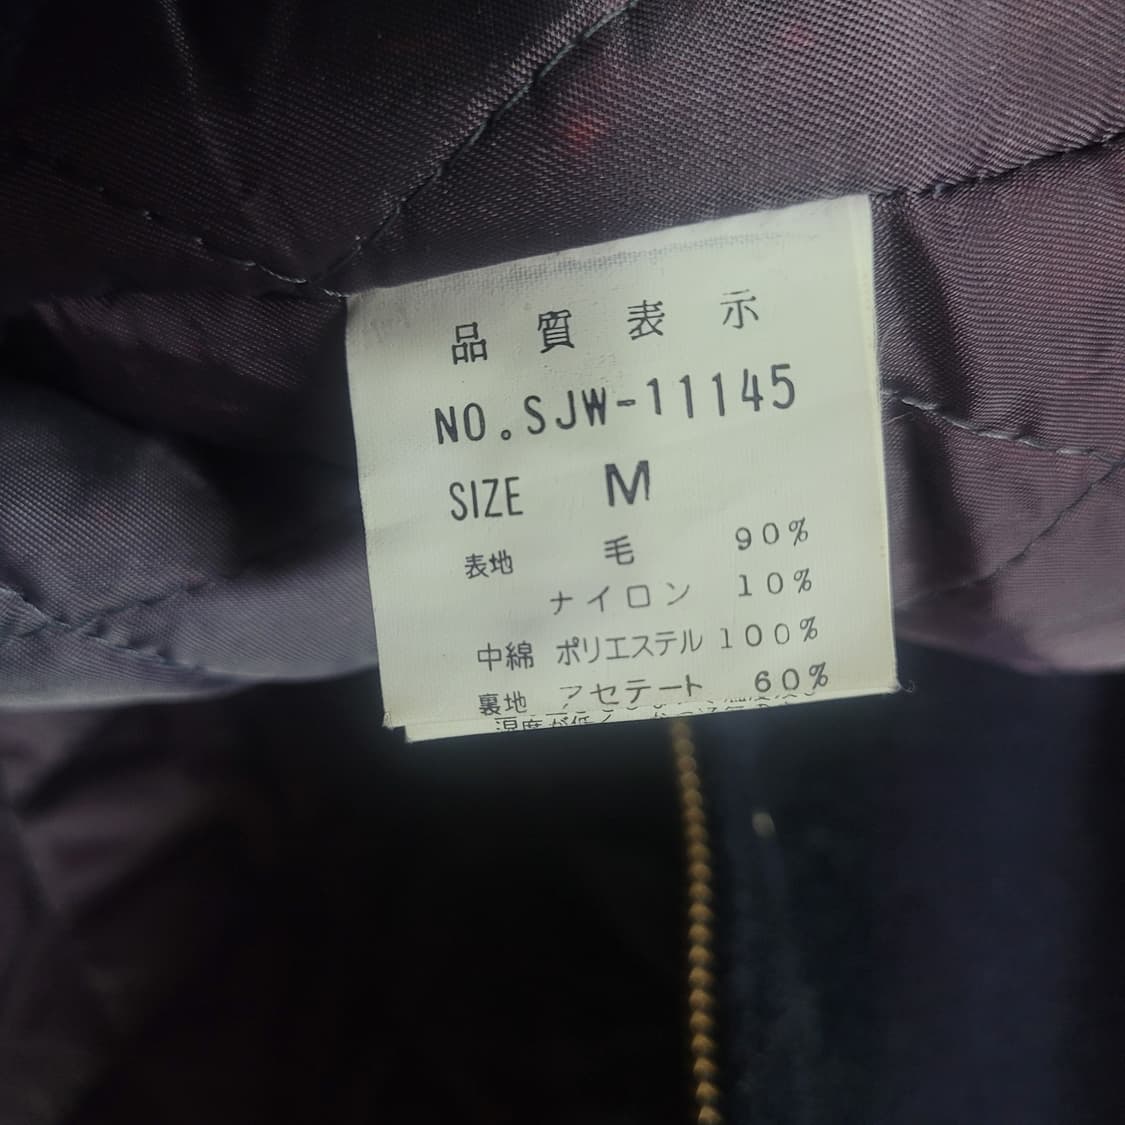 品質表示
NO.SJW-11145
SIZE M
表地 毛 90%
ナイロン 10%
中綿 ポリエステル 100%
裏地 アセテート 60%